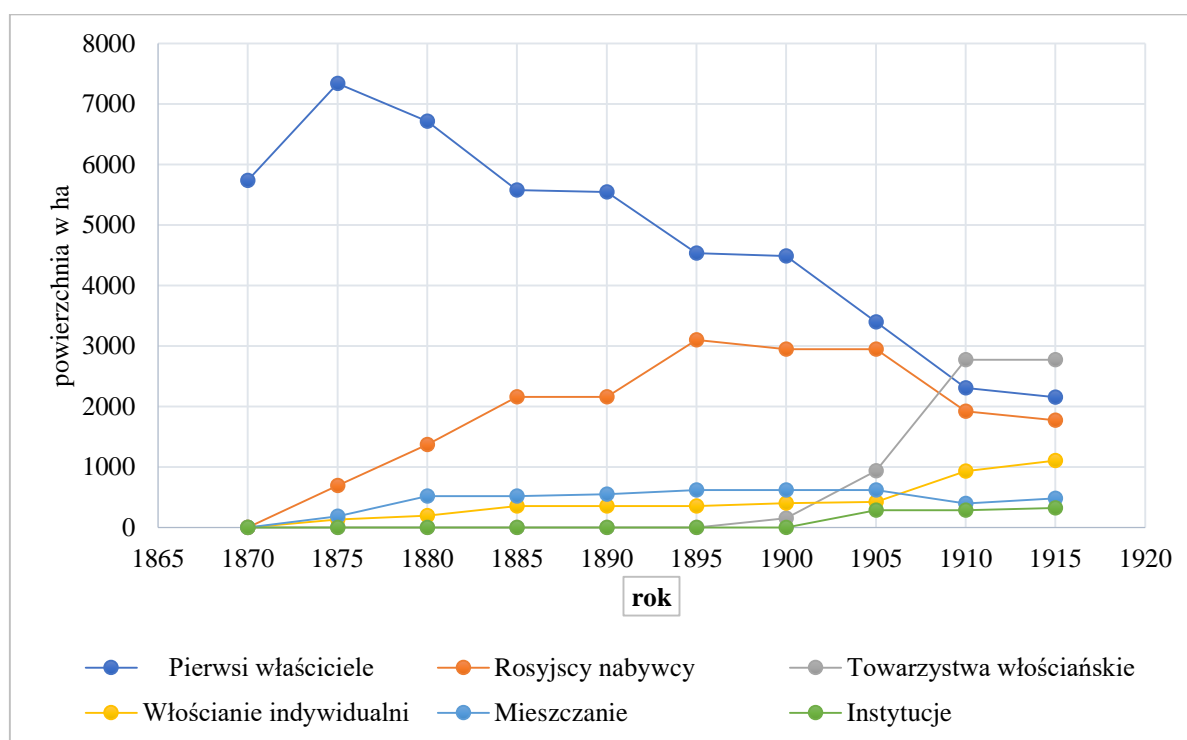 8000
7000
6000
5000
4000
3000
2000
1000
0
powierzchnia w ha
1865 1870 1875 1880 1885 1890 1895 1900 1905 1910 1915 1920
rok
Pierwsi właściciele Rosyjscy nabywcy Towarzystwa włościańskie
Włościanie indywidualni Mieszczanie Instytucje